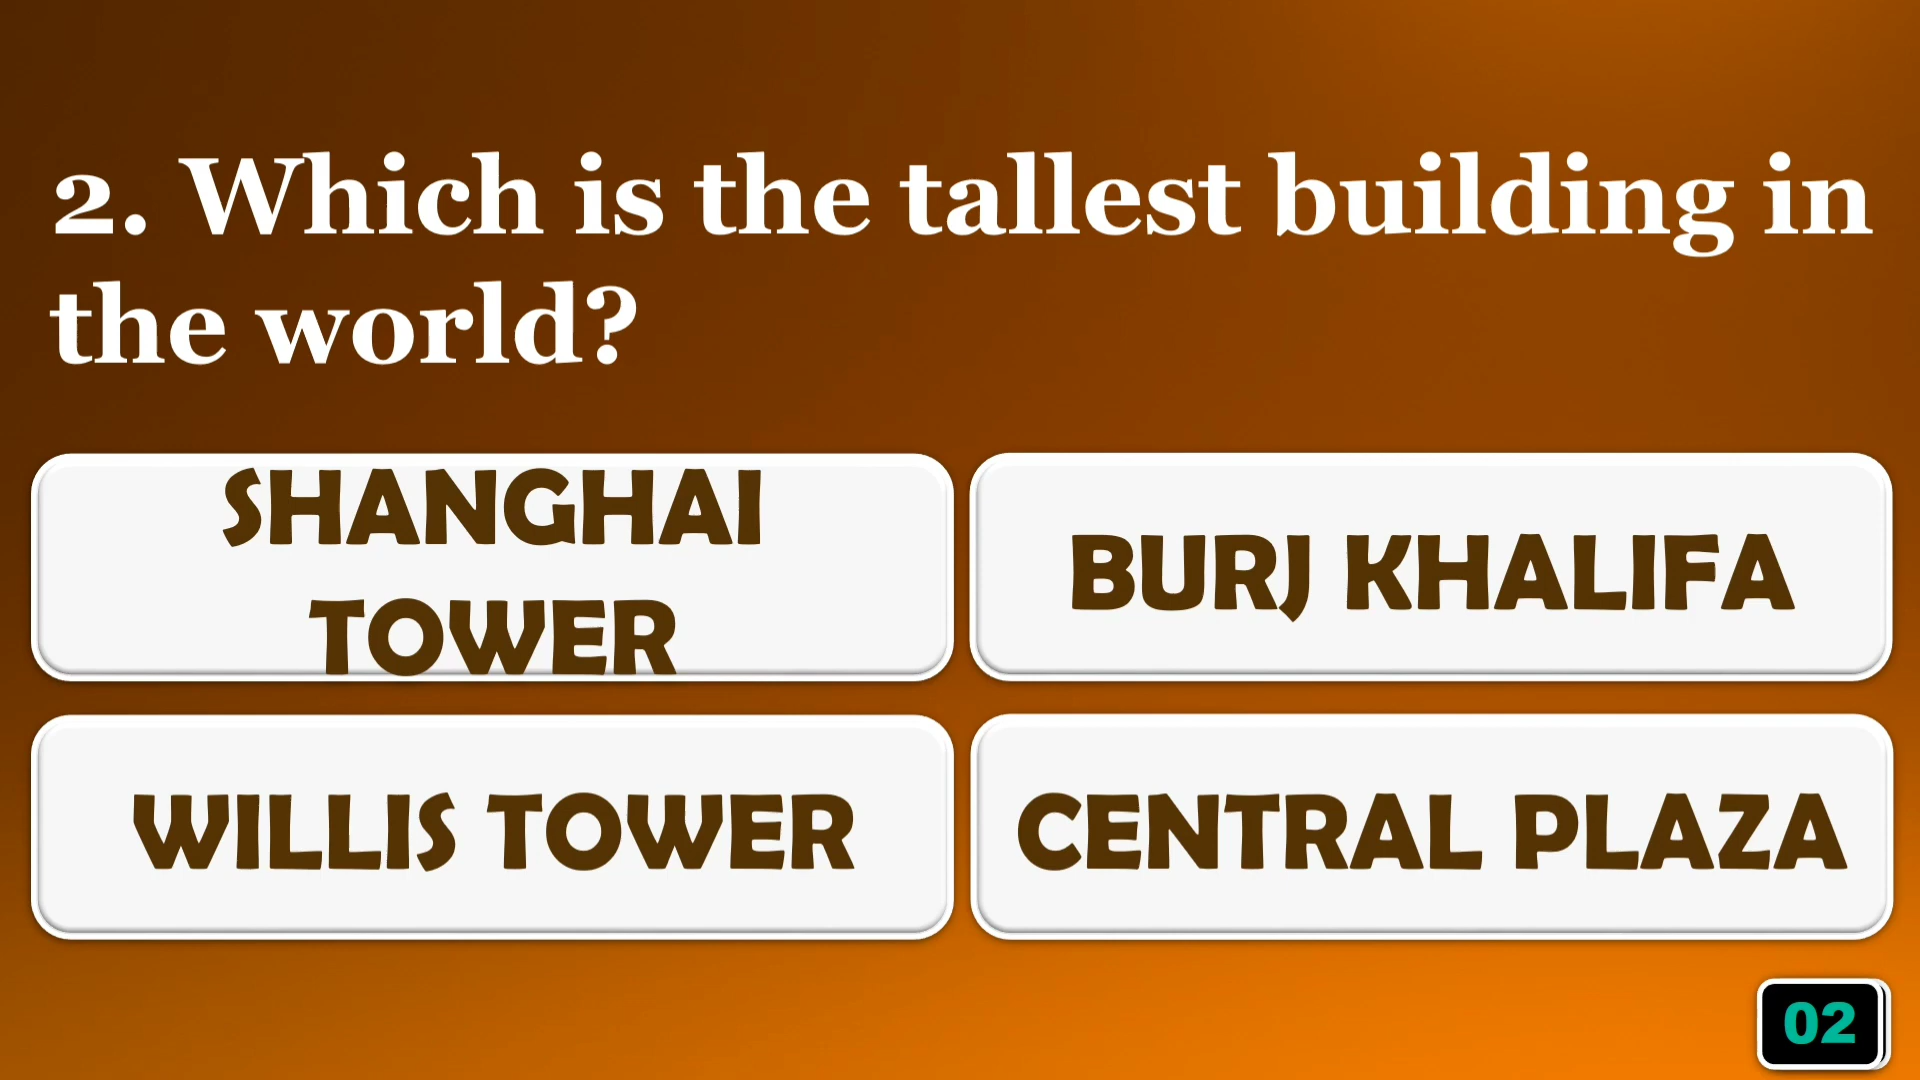 2. Which is the tallest building in
the world?
SHANGHAI
TOWER
BURJ KHALIFA
WILLIS TOWER
CENTRAL PLAZA
02